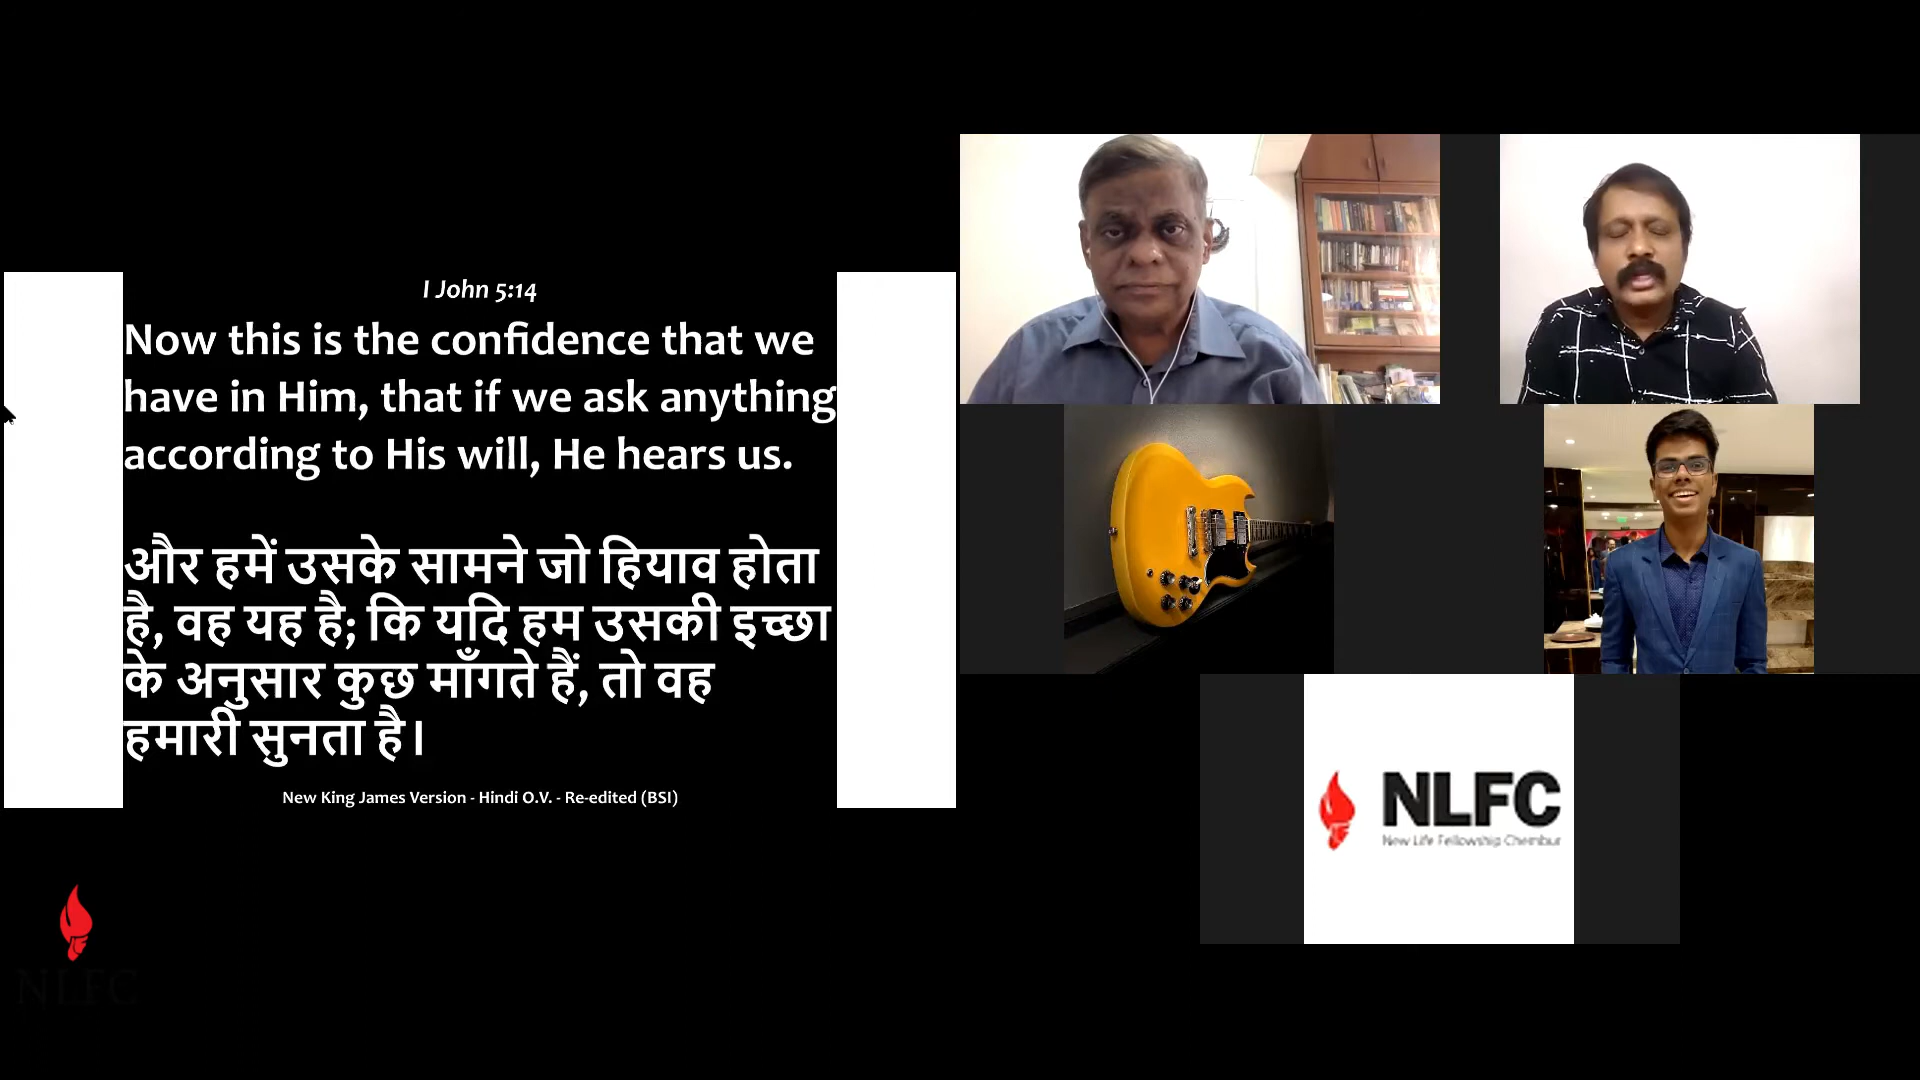 I John 5:14
Now this is the confidence that we
have in Him, that if we ask anything
according to His will, He hears us.
और हमें उसके सामने जो हियाव होता
है, वह यह है; कि यदि हम उसकी इच्छा
के अनुसार कुछ माँगते हैं, तो वह
हमारी सुनता है।
New King James Version - Hindi O.V. - Re-edited (BSI)
NLFC
New Life Fellowship Chembur
NLFC